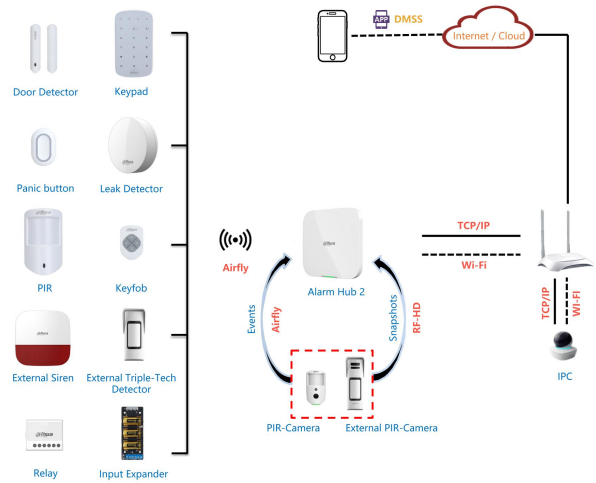 APP DMSS
Internet / Cloud
Door Detector
Keypad
Panic button
Leak Detector
PIR
Keyfob
External Siren
External Triple-Tech
Detector
Relay
Input Expander
Airfly
alhua
Alarm Hub 2
Events
Airfly
Snapshots
RF-HD
PIR-Camera
External PIR-Camera
TCP/IP
Wi-Fi
TCP/IP
WI-FI
IPC